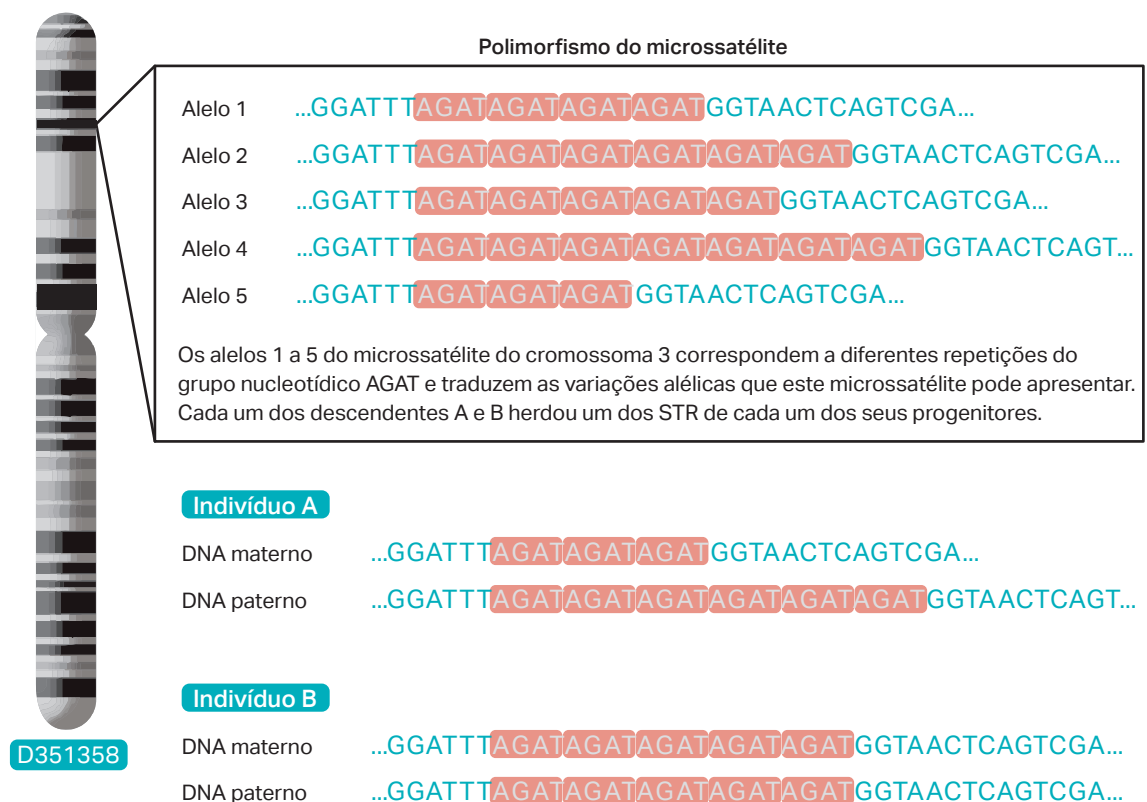 Polimorfismo do microssatélite
Alelo 1 ...GGATTTAGATAGATAGATAGATGGTAACTCAGTCGA...
Alelo 2 ...GGATTTAGATAGATAGATAGATAGATAGATGGTAACTCAGTCGA...
Alelo 3 ...GGATTTAGATAGATAGATAGATAGATGGTAACTCAGTCGA...
Alelo 4 ...GGATTTAGATAGATAGATAGATAGATAGATAGATGGTAACTCAGT...
Alelo 5 ...GGATTTAGATAGATAGAT GGTAACTCAGTCGA...
Os alelos 1 a 5 do microssatélite do cromossoma 3 correspondem a diferentes repetições do
grupo nucleotídico AGAT e traduzem as variações alélicas que este microssatélite pode apresentar.
Cada um dos descendentes A e B herdou um dos STR de cada um dos seus progenitores.
Indivíduo A
DNA materno ...GGATTTAGATAGATAGATGGTAACTCAGTCGA...
DNA paterno ...GGATTTAGATAGATAGATAGATAGATAGATGGTAACTCAGT...
Indivíduo B
DNA materno ...GGATTTAGATAGATAGATAGATAGATGGTAACTCAGTCGA...
DNA paterno ...GGATTTAGATAGATAGATAGATAGATGGTAACTCAGTCGA...
D351358